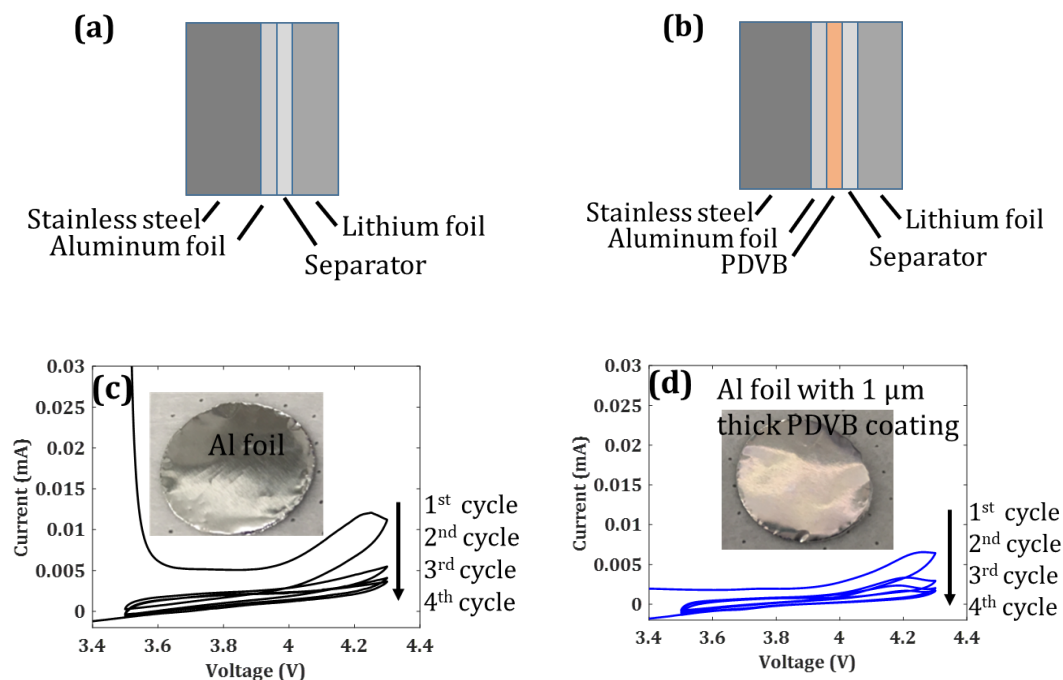 (a)
Stainless steel
Aluminum foil
Separator
Lithium foil
(b)
Stainless steel
Aluminum foil
PDVB
Separator
Lithium foil
(c)
Al foil
0.03
0.025
0.02
0.015
0.01
0.005
0
Current (mA)
3.4 3.6 3.8 4 4.2 4.4
Voltage (V)
1st cycle
2nd cycle
3rd cycle
4th cycle
(d)
Al foil with 1 μm
thick PDVB coating
0.03
0.025
0.02
0.015
0.01
0.005
0
Current (mA)
3.4 3.6 3.8 4 4.2 4.4
Voltage (V)
1st cycle
2nd cycle
3rd cycle
4th cycle